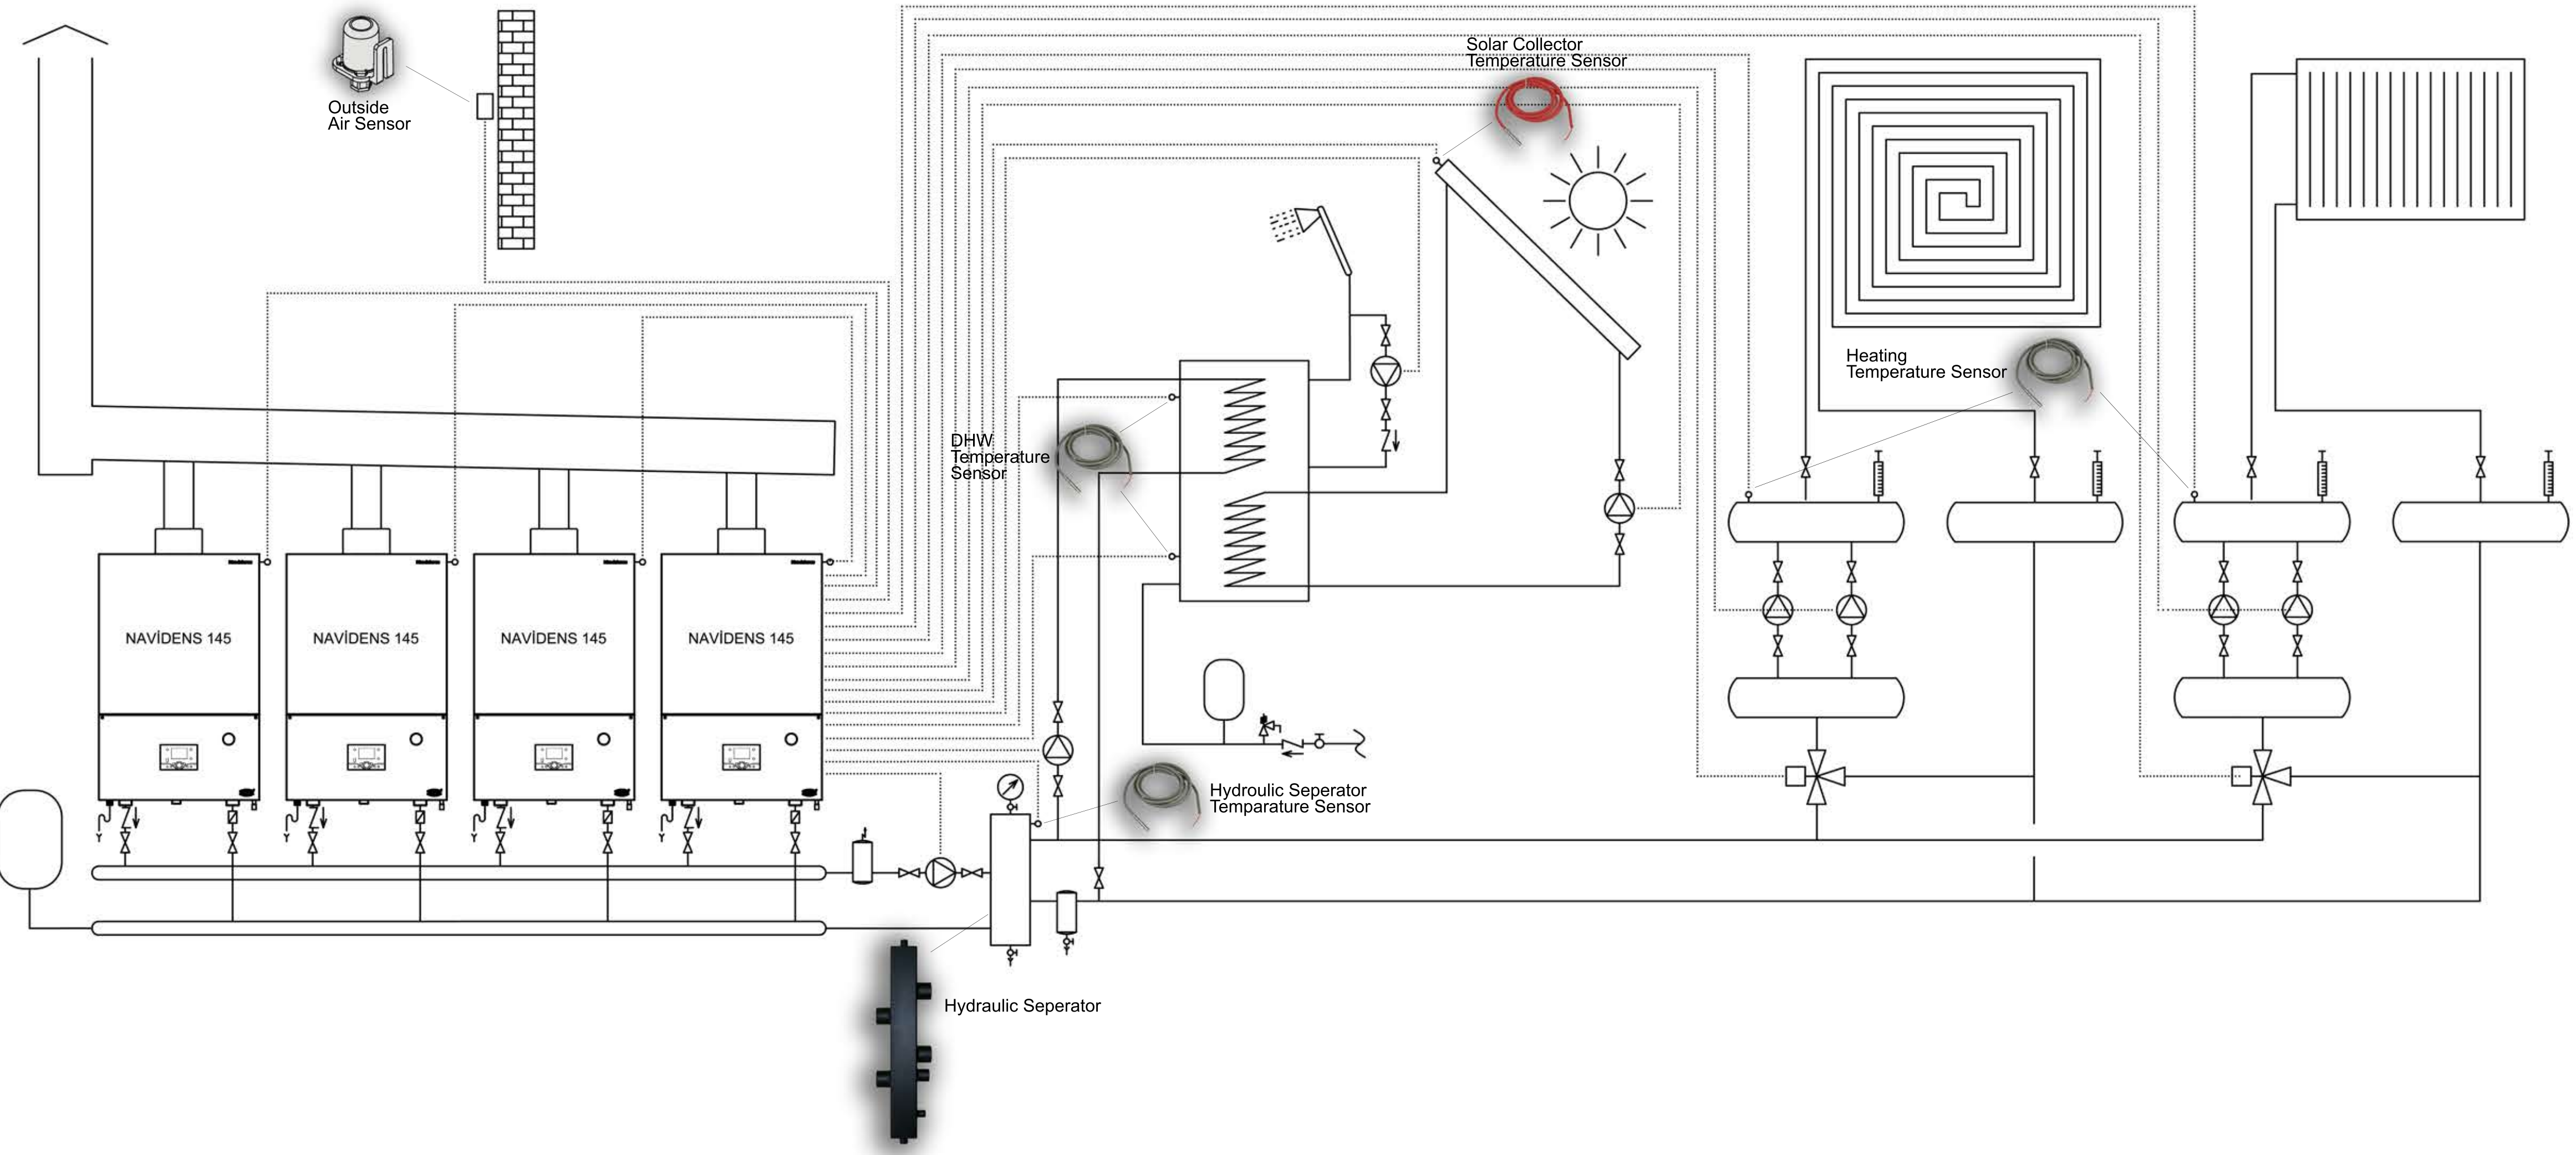 Outside
Air Sensor
Solar Collector
Temperature Sensor
Heating
Temperature Sensor
DHW
Temperature
Sensor
NAVİDENS 145
NAVİDENS 145
NAVİDENS 145
NAVİDENS 145
Hydroulic Seperator
Temparature Sensor
Hydraulic Seperator